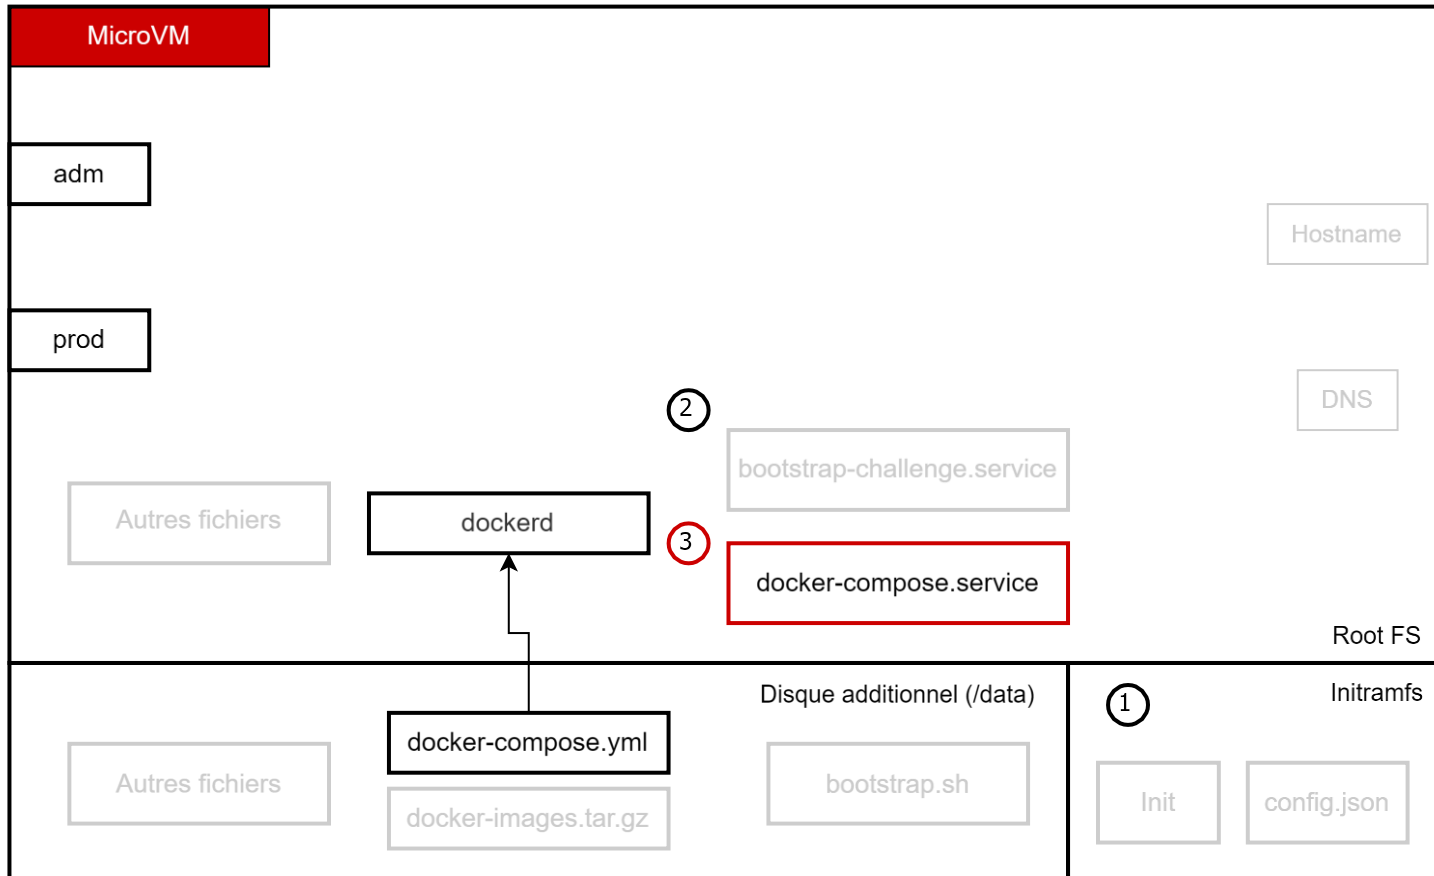 MicroVM
adm
Hostname
prod
DNS
2
bootstrap-challenge.service
Autres fichiers
dockerd
3
docker-compose.service
Root FS
Disque additionnel (/data)
Initramfs
1
docker-compose.yml
Autres fichiers
bootstrap.sh
Init
config.json
docker-images.tar.gz